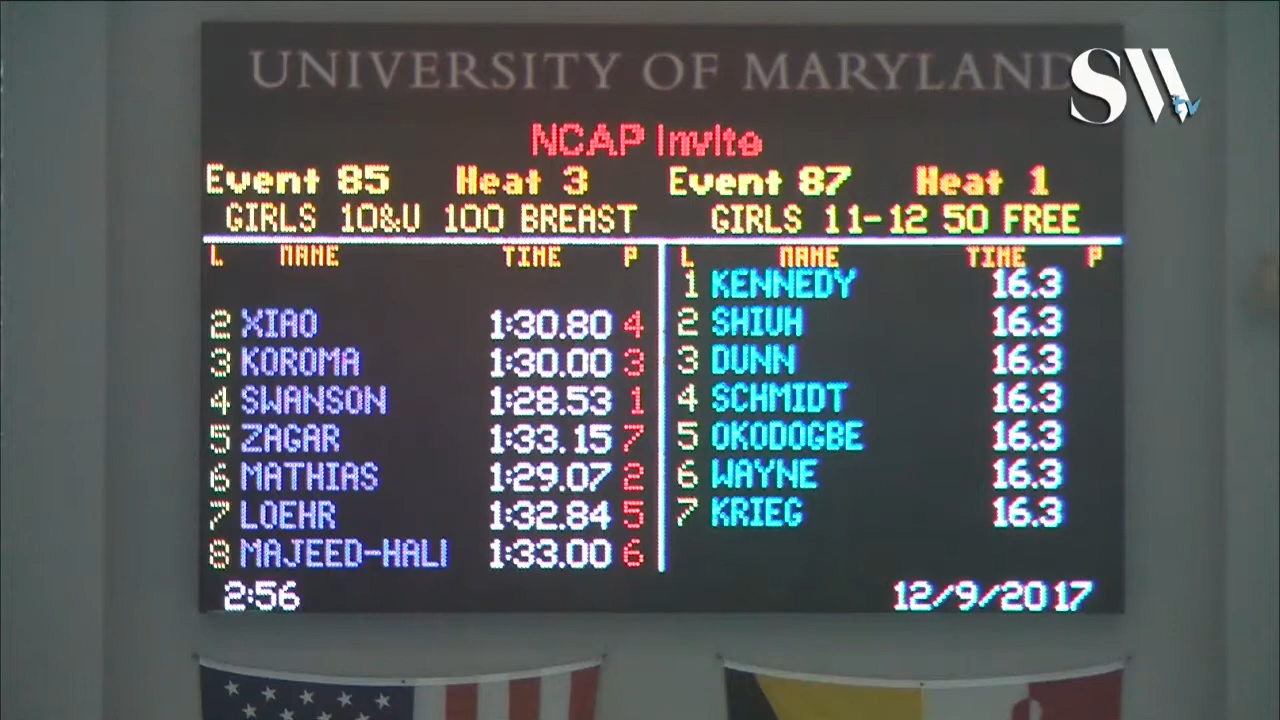 UNIVERSITY OF MARYLAND
SW tv
NCAP Invite
Event 85 Heat 3 Event 87 Heat 1
GIRLS 10&U 100 BREAST GIRLS 11-12 50 FREE
L NAME TIME P L NAME TIME P
1 KENNEDY 16.3
2 XIAO 1:30.80 4 2 SHIUH 16.3
3 KOROMA 1:30.00 3 3 DUNN 16.3
4 SWANSON 1:28.53 1 4 SCHMIDT 16.3
5 ZAGAR 1:33.15 7 5 OKODOGBE 16.3
6 MATHIAS 1:29.07 2 6 WAYNE 16.3
7 LOEHR 1:32.84 5 7 KRIEG 16.3
8 MAJEED-HALI 1:33.00 6
2:56 12/9/2017